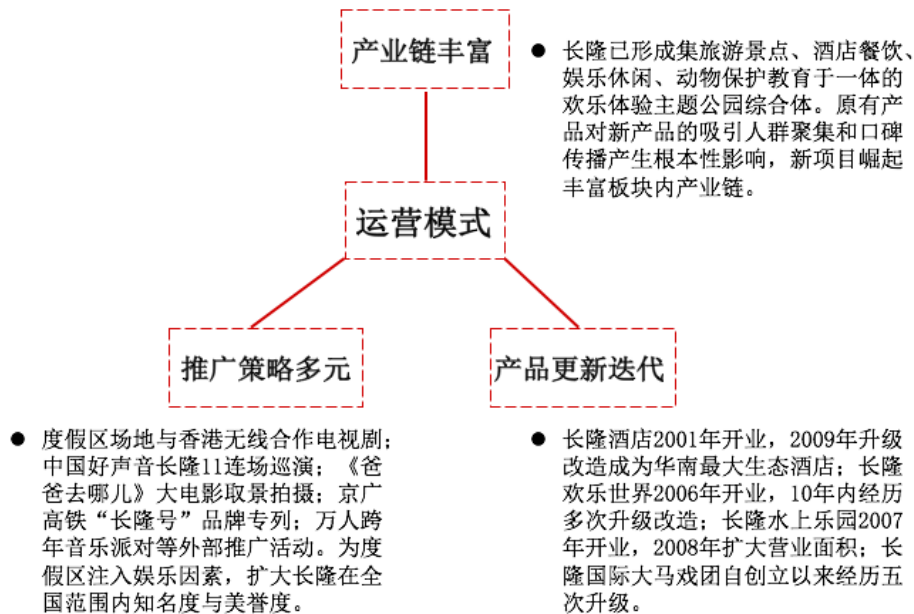 产业链丰富
● 长隆已形成集旅游景点、酒店餐饮、
娱乐休闲、动物保护教育于一体的
欢乐体验主题公园综合体。原有产
品对新产品的吸引人群聚集和口碑
传播产生根本性影响，新项目崛起
丰富板块内产业链。
运营模式
推广策略多元
● 度假区场地与香港无线合作电视剧；
中国好声音长隆11连场巡演；《爸
爸去哪儿》大电影取景拍摄；京广
高铁“长隆号”品牌专列；万人跨
年音乐派对等外部推广活动。为度
假区注入娱乐因素，扩大长隆在全
国范围内知名度与美誉度。
产品更新迭代
● 长隆酒店2001年开业，2009年升级
改造成为华南最大生态酒店；长隆
欢乐世界2006年开业，10年内经历
多次升级改造；长隆水上乐园2007
年开业，2008年扩大营业面积；长
隆国际大马戏团自创立以来经历五
次升级。